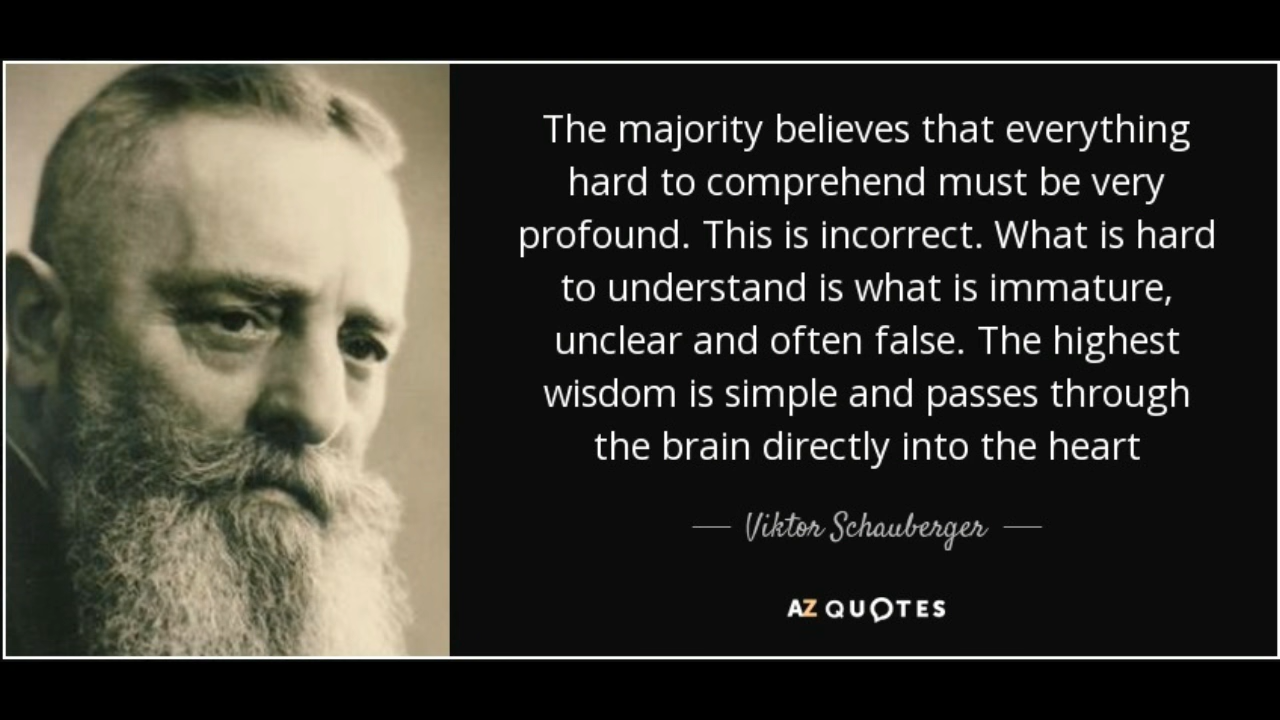 The majority believes that everything
hard to comprehend must be very
profound. This is incorrect. What is hard
to understand is what is immature,
unclear and often false. The highest
wisdom is simple and passes through
the brain directly into the heart
Viktor Schauberger
AZ QUOTES